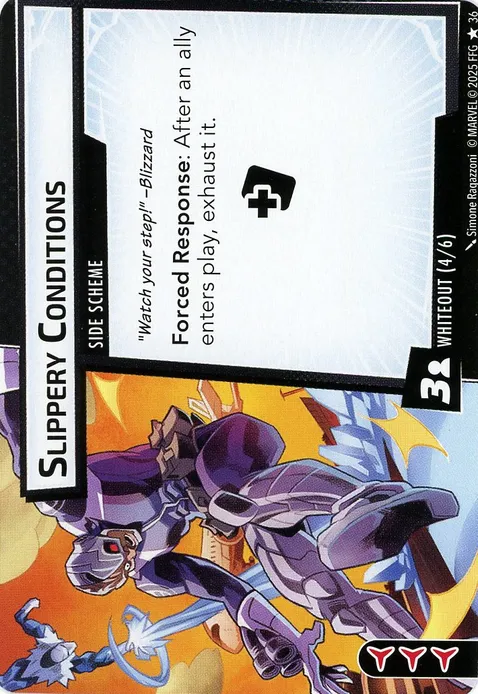 SLIPPERY CONDITIONS
SIDE SCHEME
"Watch your step!" –Blizzard
Forced Response: After an ally
enters play, exhaust it.
3
WHITEOUT (4/6)
Simone Ragazzoni © MARVEL © 2025 FFG ★ 36